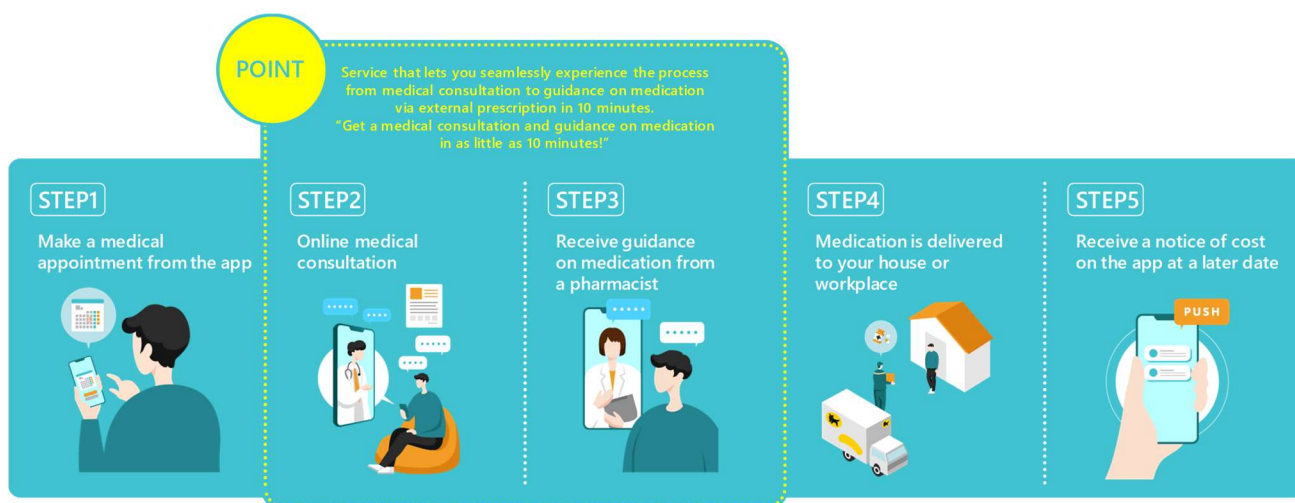 POINT
Service that lets you seamlessly experience the process
from medical consultation to guidance on medication
via external prescription in 10 minutes.
"Get a medical consultation and guidance on medication
in as little as 10 minutes!"
STEP1
Make a medical
appointment from the app
STEP2
Online medical
consultation
STEP3
Receive guidance
on medication from
a pharmacist
STEP4
Medication is delivered
to your house or
workplace
STEP5
Receive a notice of cost
on the app at a later date
PUSH